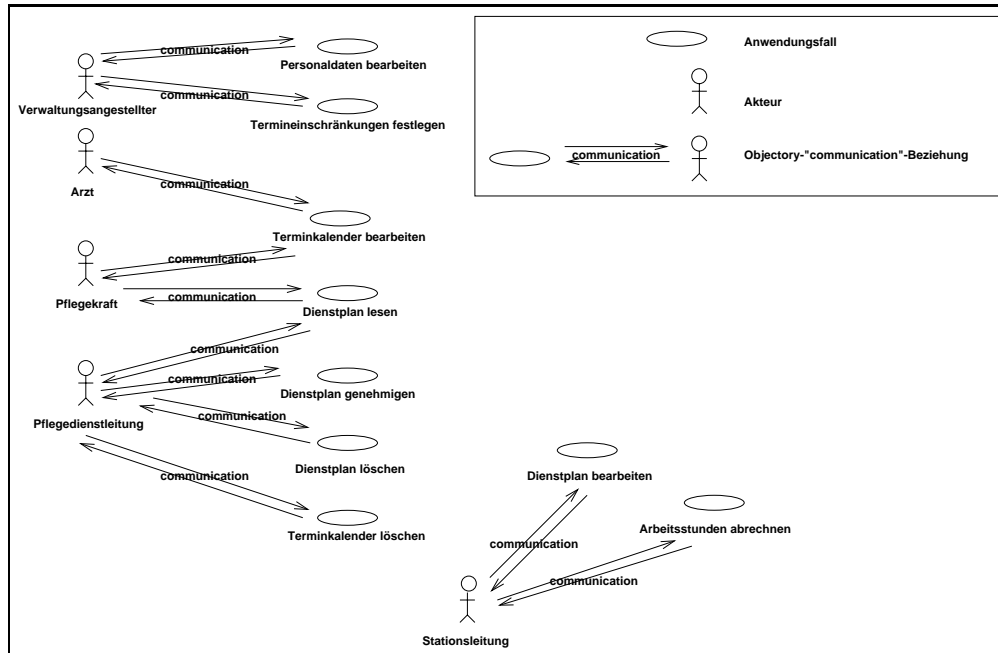 communication
Personaldaten bearbeiten
Verwaltungsangestellter
communication
Termineinschränkungen festlegen
Arzt
communication
Terminkalender bearbeiten
communication
Pflegekraft
communication
Dienstplan lesen
communication
communication
Dienstplan genehmigen
Pflegedienstleitung
communication
Dienstplan löschen
communication
Terminkalender löschen
Dienstplan bearbeiten
communication
Arbeitsstunden abrechnen
communication
Stationsleitung
Anwendungsfall
Akteur
communication
Objectory-"communication"-Beziehung